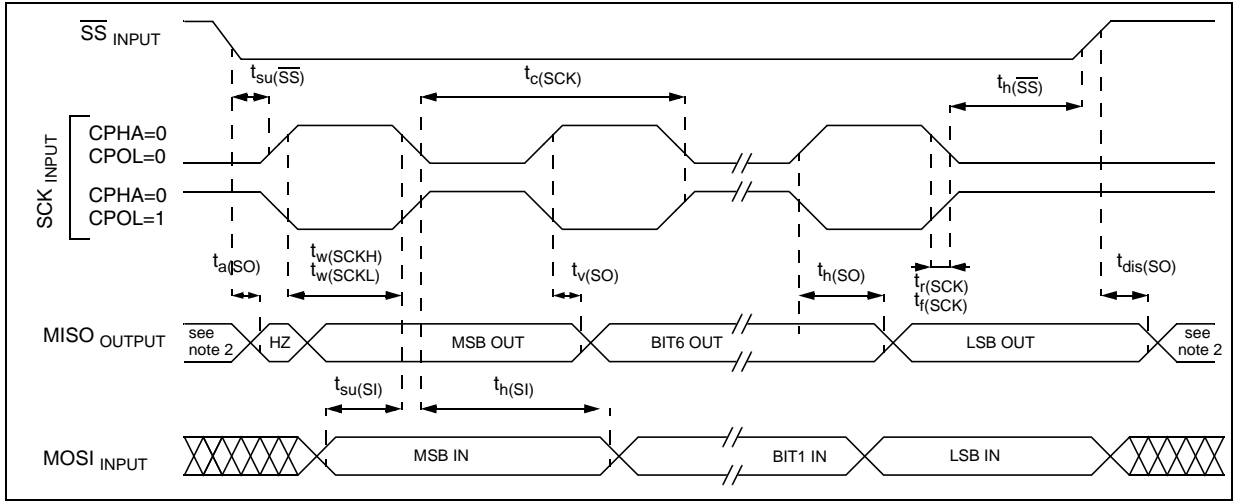 SS INPUT
tsu(SS)
tc(SCK)
th(SS)
SCK INPUT
CPHA=0
CPOL=0
CPHA=0
CPOL=1
ta(SO)
tw(SCKH)
tw(SCKL)
tv(SO)
th(SO)
tr(SCK)
tf(SCK)
tdis(SO)
MISO OUTPUT
see
note 2
HZ
MSB OUT
BIT6 OUT
LSB OUT
see
note 2
tsu(SI)
th(SI)
MOSI INPUT
MSB IN
BIT1 IN
LSB IN